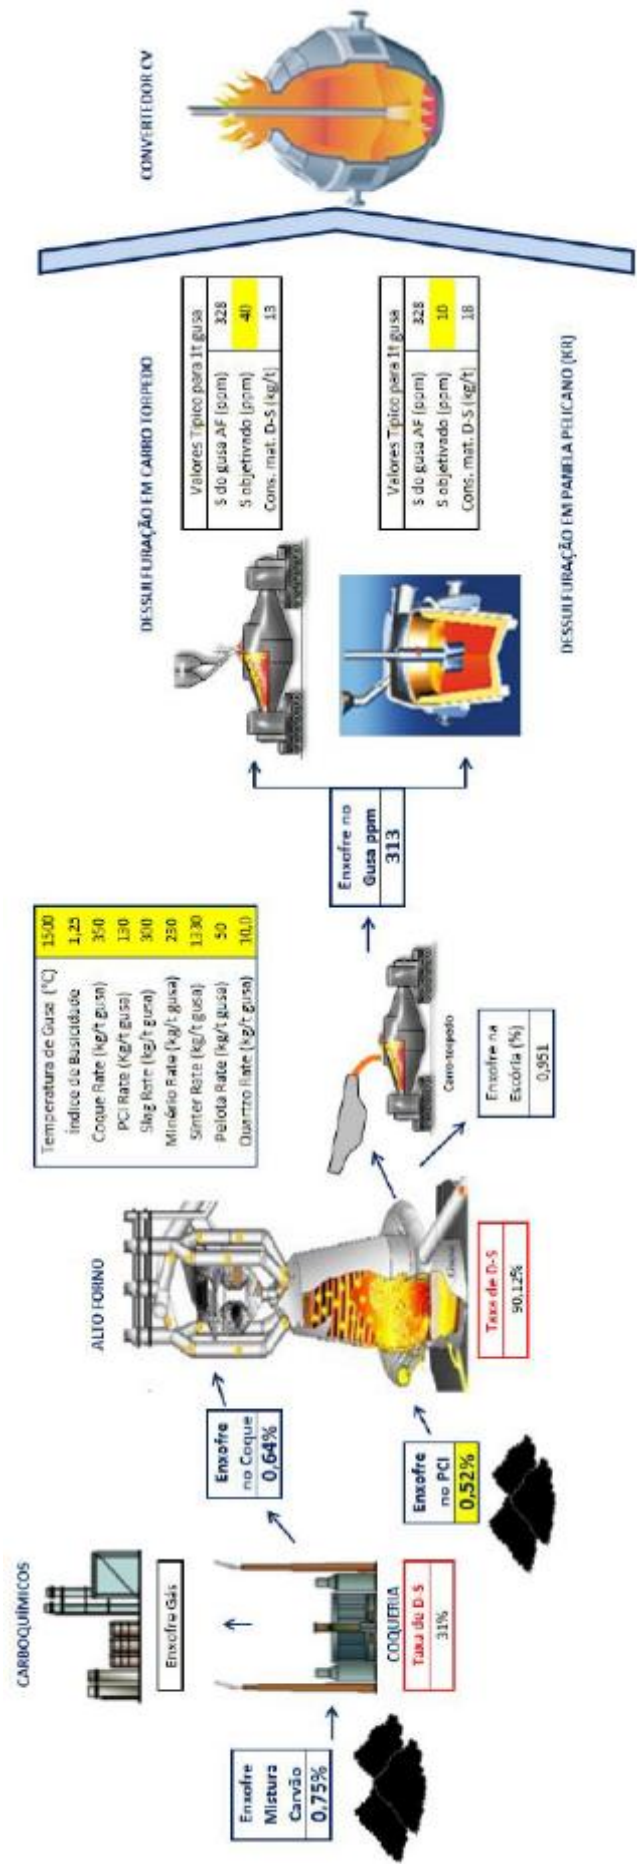 CARBOQUÍMICOS
Enxofre Gás
Enxofre
Mistura
Carvão
0,75%
COQUERIA
Taxa de D-S
31%
Enxofre
no Coque
0,64%
Enxofre
no PCI
0,52%
ALTO FORNO
Taxa de D-S
90,12%
Temperatura de Gusa (°C) 1500
Índice de Basicidade 1,25
Coque Rate (kg/t gusa) 350
PCI Rate (Kg/t gusa) 130
Slag Rate (kg/t gusa) 300
Minério Rate (kg/t gusa) 230
Sínter Rate (kg/t gusa) 1330
Pelota Rate (kg/t gusa) 50
Quartzo Rate (kg/t gusa) 10,0
Carro-torpedo
Enxofre na
Escória (%)
0,951
Enxofre no
Gusa ppm
313
DESSULFURAÇÃO EM CARRO TORPEDO
Valores Típico para 1t gusa
S do gusa AF (ppm) 328
S objetivado (ppm) 40
Cons. mat. D-S (kg/t) 13
Valores Típico para 1t gusa
S do gusa AF (ppm) 328
S objetivado (ppm) 10
Cons. mat. D-S (kg/t) 18
DESSULFURAÇÃO EM PANELA PELICANO (KR)
CONVERTEDOR CV